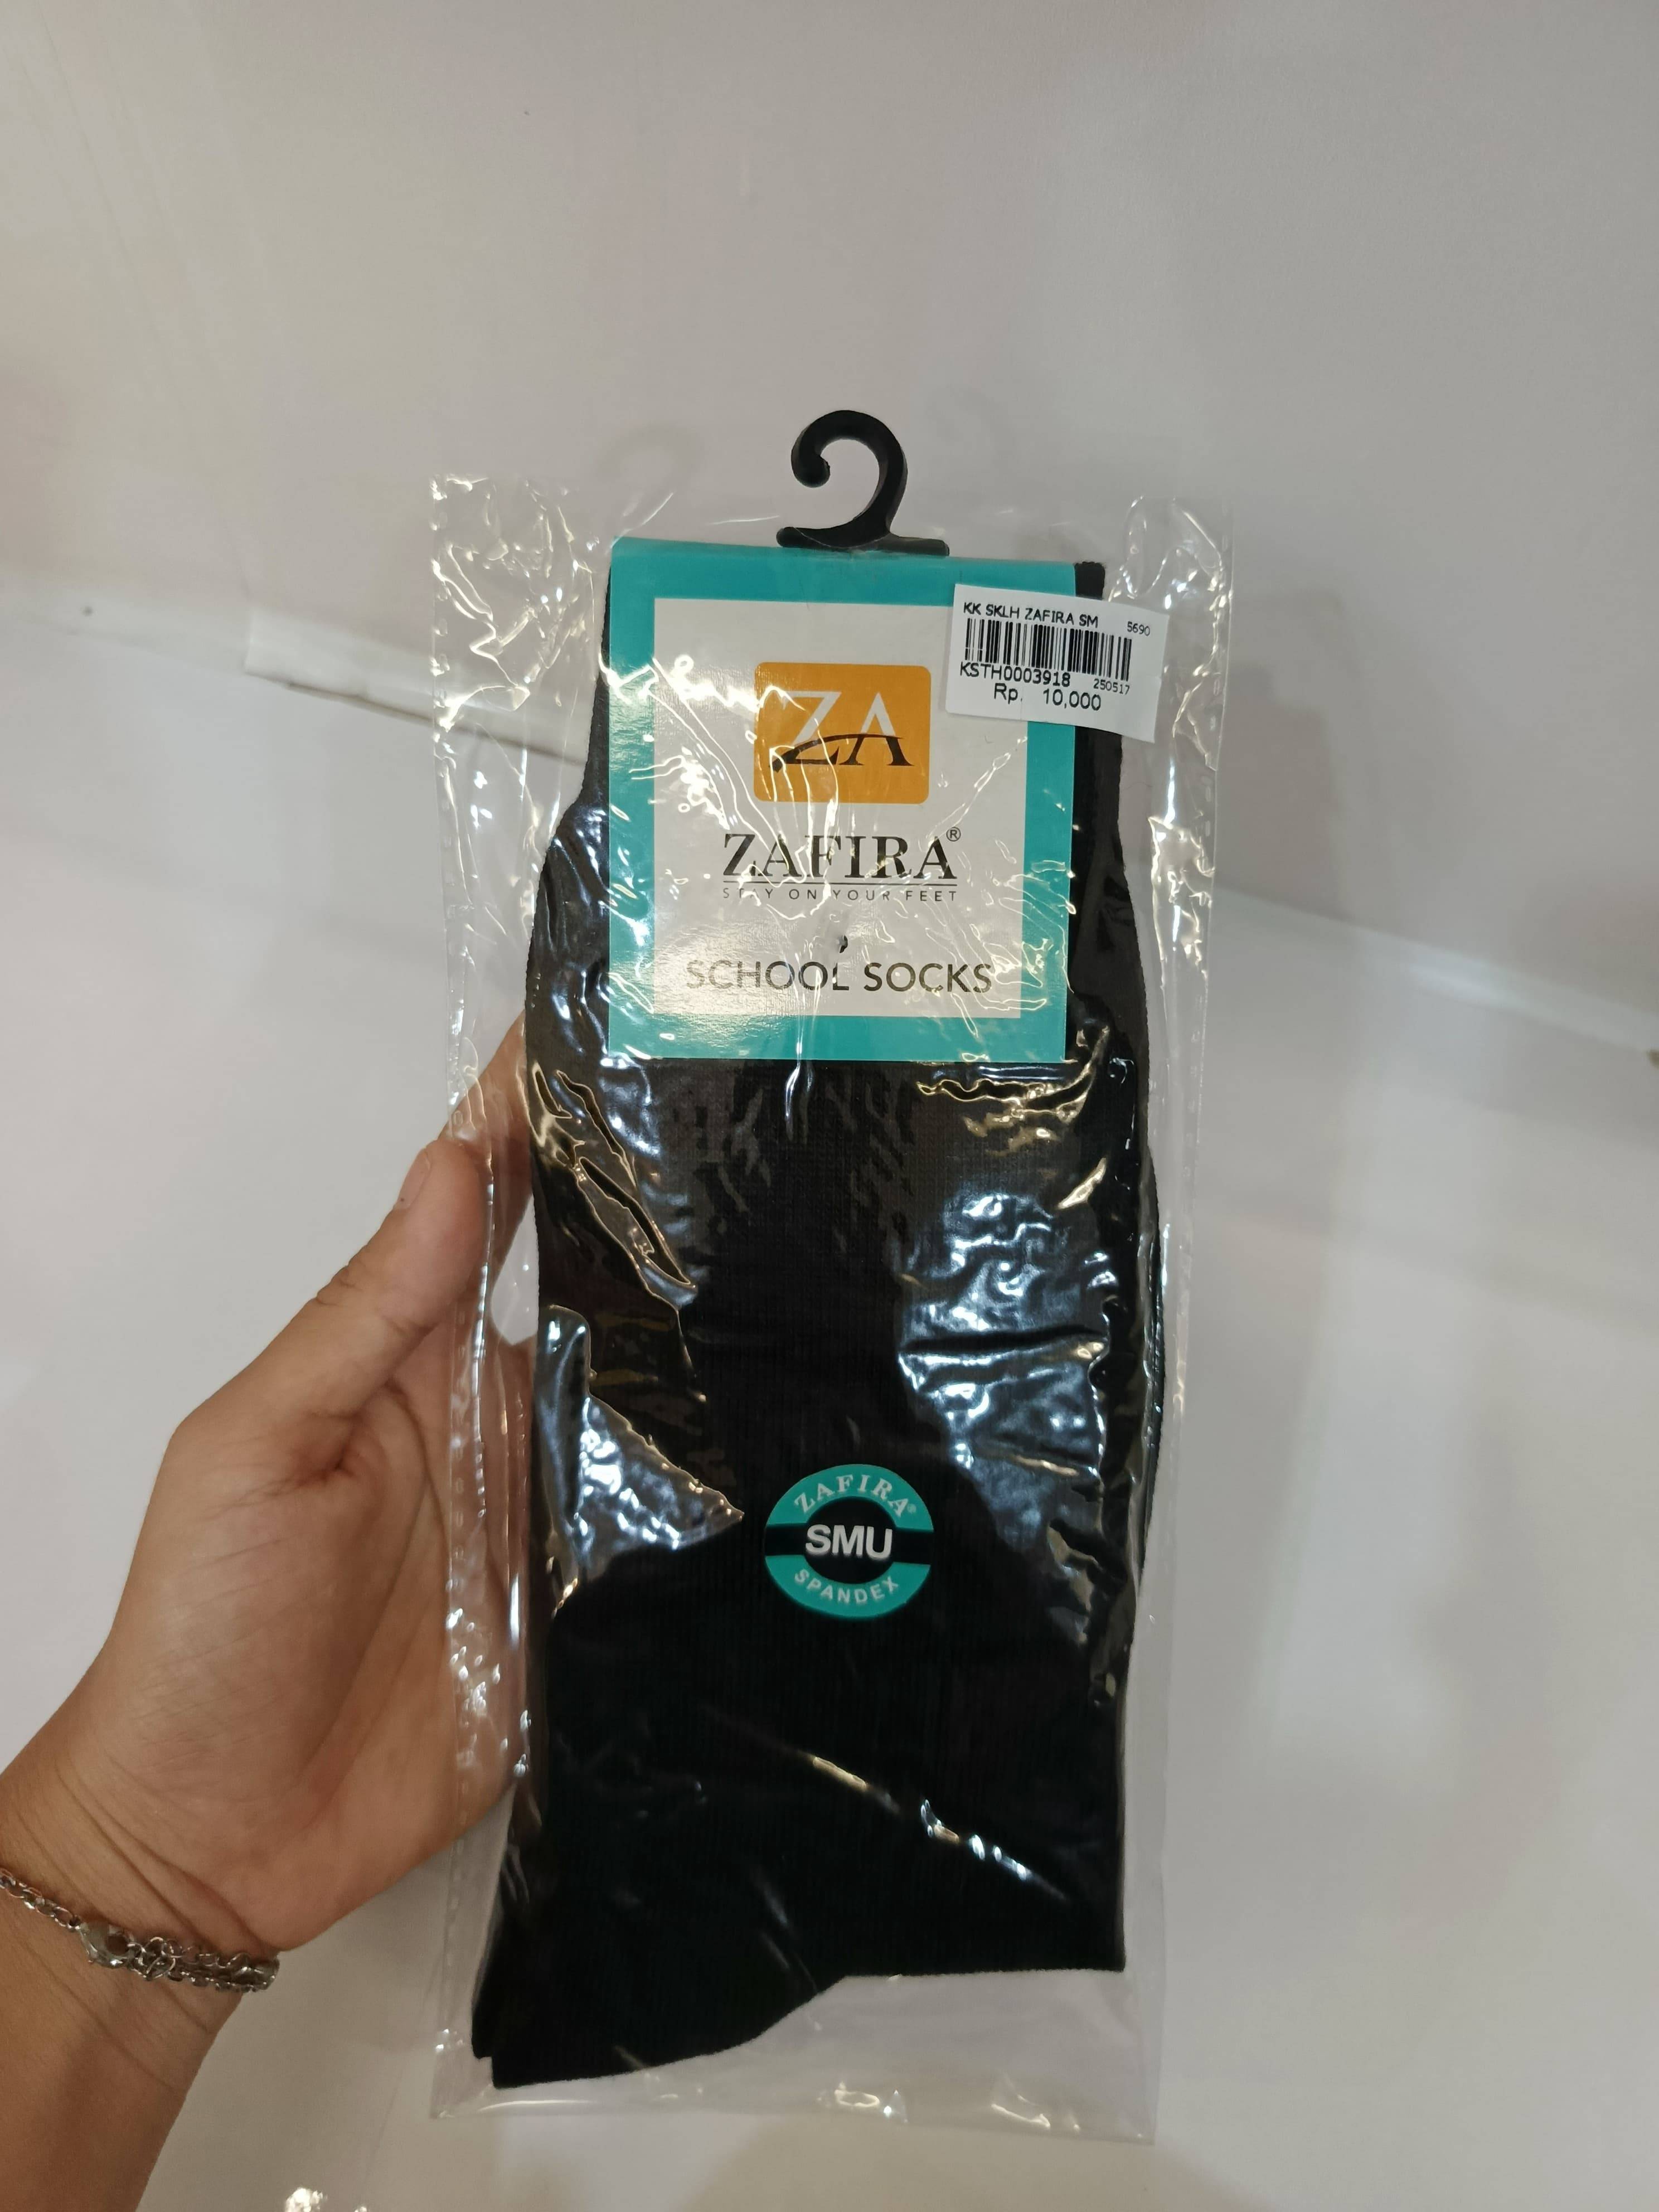 KK SKLH ZAFIRA SM 5690
KSTH0003918 250517
Rp. 10,000
ZA
ZAFIRA®
STAY ON YOUR FEET
SCHOOL SOCKS
ZAFIRA®
SMU
SPANDEX